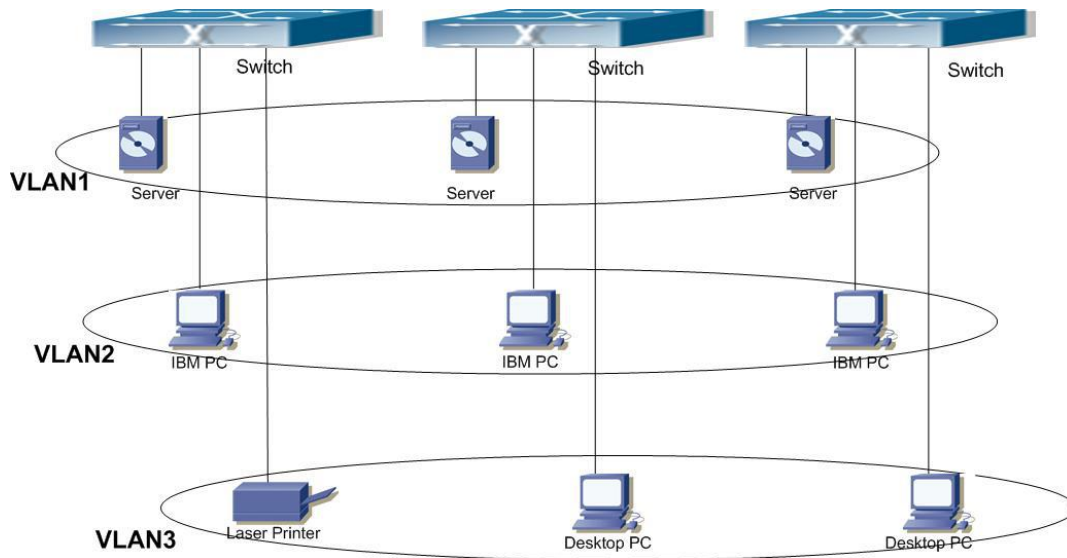 Switch
Switch
Switch
VLAN1
Server
Server
Server
VLAN2
IBM PC
IBM PC
IBM PC
VLAN3
Laser Printer
Desktop PC
Desktop PC